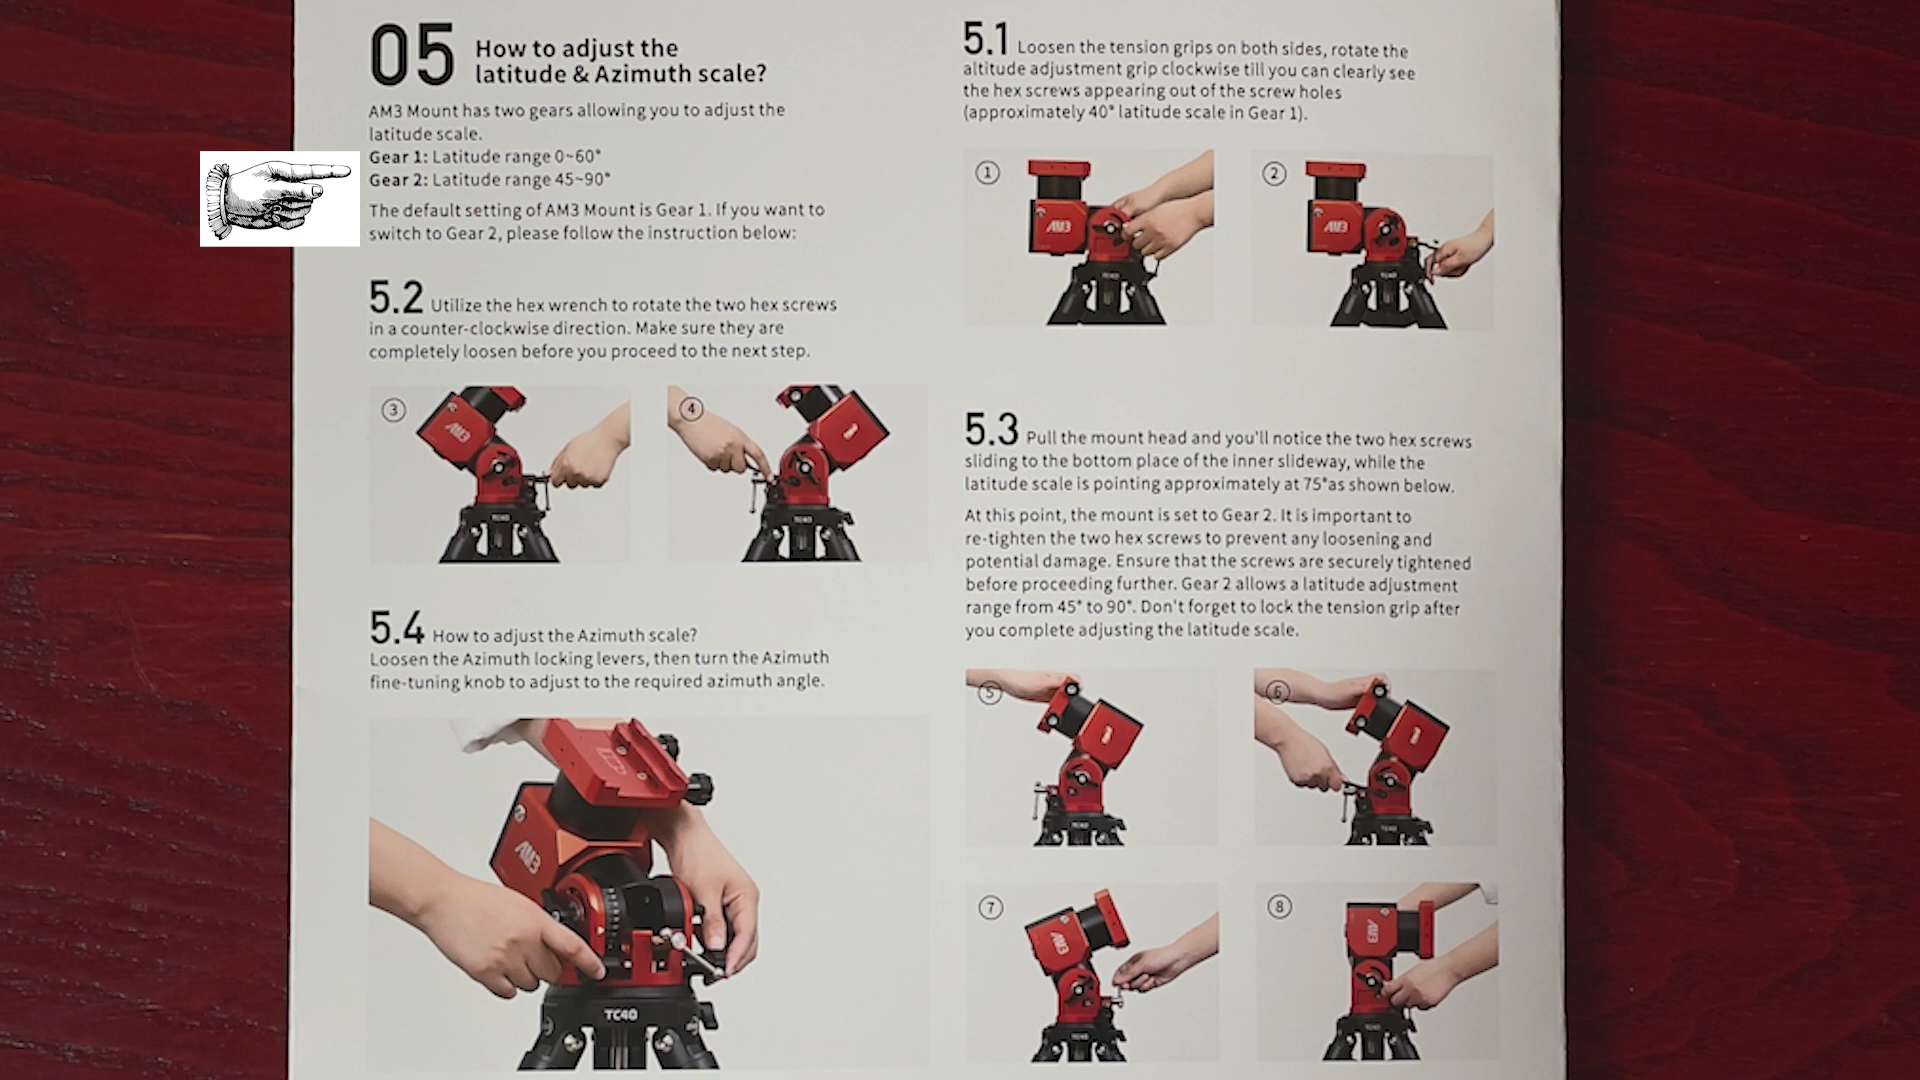 05
How to adjust the
latitude & Azimuth scale?
AM3 Mount has two gears allowing you to adjust the
latitude scale.
Gear 1: Latitude range 0~60°
Gear 2: Latitude range 45~90°
The default setting of AM3 Mount is Gear 1. If you want to
switch to Gear 2, please follow the instruction below:
5.1 Loosen the tension grips on both sides, rotate the
altitude adjustment grip clockwise till you can clearly see
the hex screws appearing out of the screw holes
(approximately 40° latitude scale in Gear 1).
1
AM3
TC40
2
AM3
TC40
5.2 Utilize the hex wrench to rotate the two hex screws
in a counter-clockwise direction. Make sure they are
completely loosen before you proceed to the next step.
3
AM3
TC40
4
TC40
5.3 Pull the mount head and you'll notice the two hex screws
sliding to the bottom place of the inner slideway, while the
latitude scale is pointing approximately at 75°as shown below.
At this point, the mount is set to Gear 2. It is important to
re-tighten the two hex screws to prevent any loosening and
potential damage. Ensure that the screws are securely tightened
before proceeding further. Gear 2 allows a latitude adjustment
range from 45° to 90°. Don't forget to lock the tension grip after
you complete adjusting the latitude scale.
5
TC40
6
TC40
7
AM3
TC40
8
AM3
TC40
5.4 How to adjust the Azimuth scale?
Loosen the Azimuth locking levers, then turn the Azimuth
fine-tuning knob to adjust to the required azimuth angle.
AM3
TC40